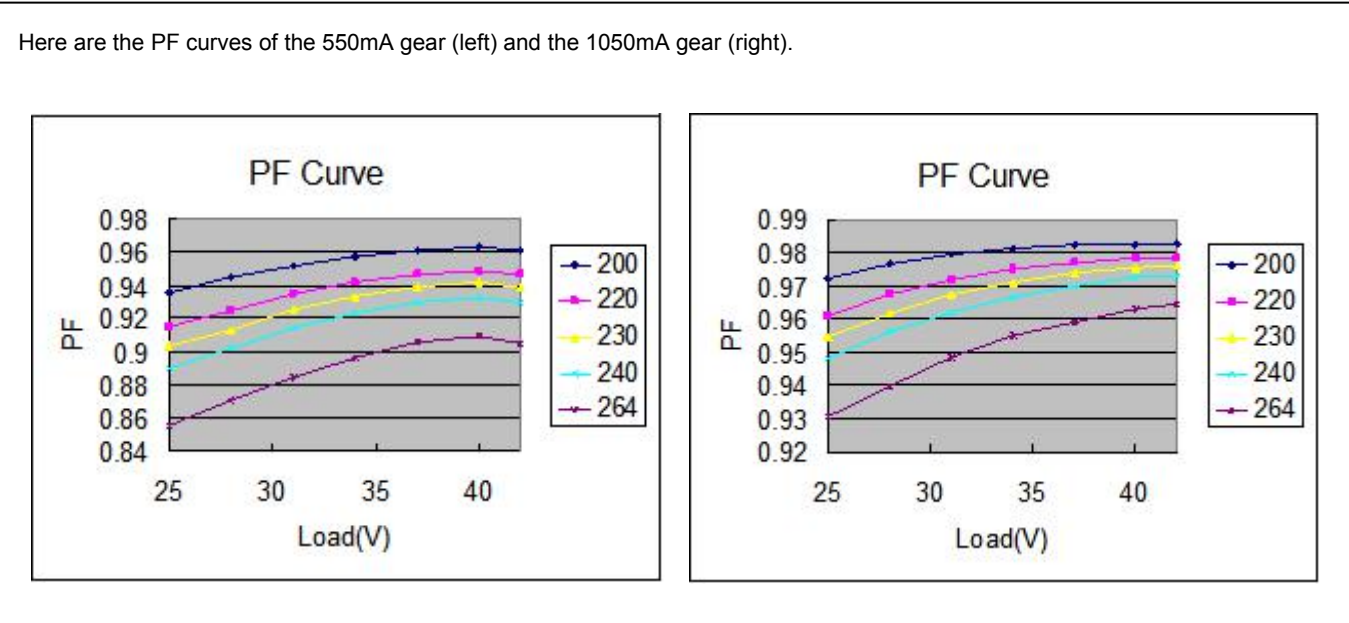 Here are the PF curves of the 550mA gear (left) and the 1050mA gear (right).
PF Curve
0.98
0.96
0.94
0.92
0.9
0.88
0.86
0.84
PF
25 30 35 40
Load(V)
200
220
230
240
264
PF Curve
0.99
0.98
0.97
0.96
0.95
0.94
0.93
0.92
PF
25 30 35 40
Load(V)
200
220
230
240
264